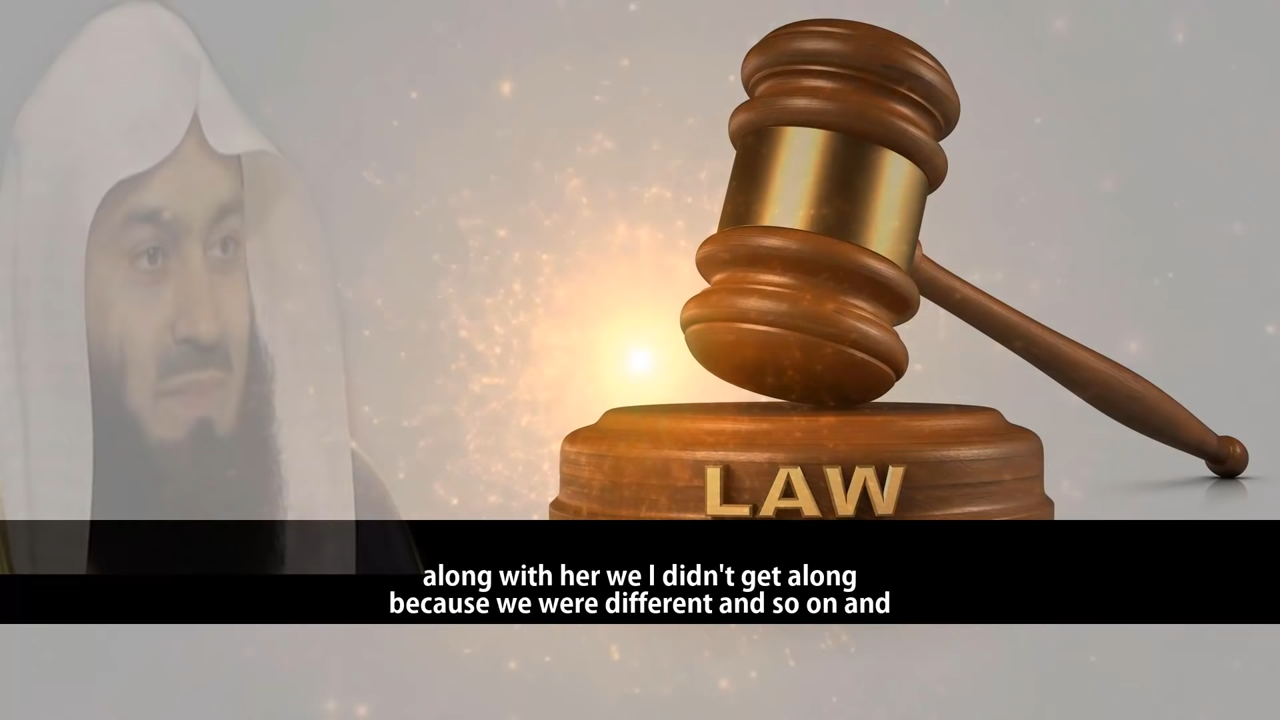 LAW
along with her we I didn't get along
because we were different and so on and